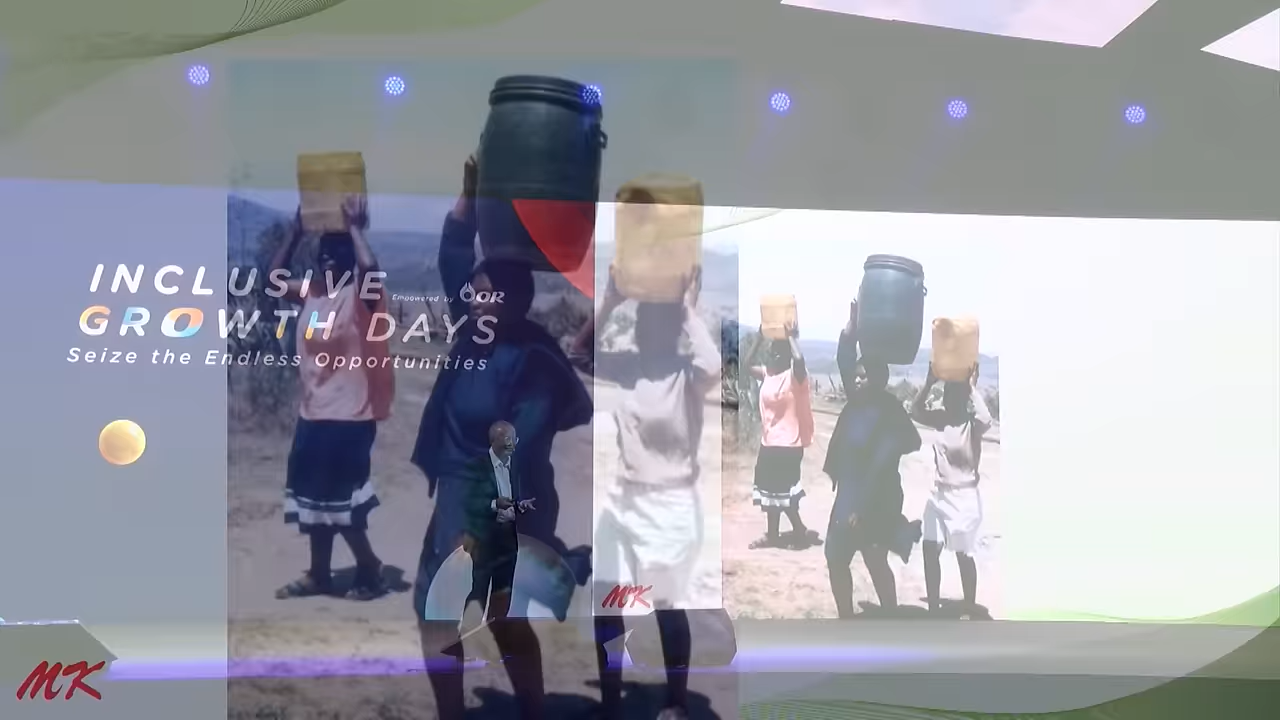 INCLUSIVE
Empowered by OR
GROWTH DAYS
Seize the Endless Opportunities
MK
MK